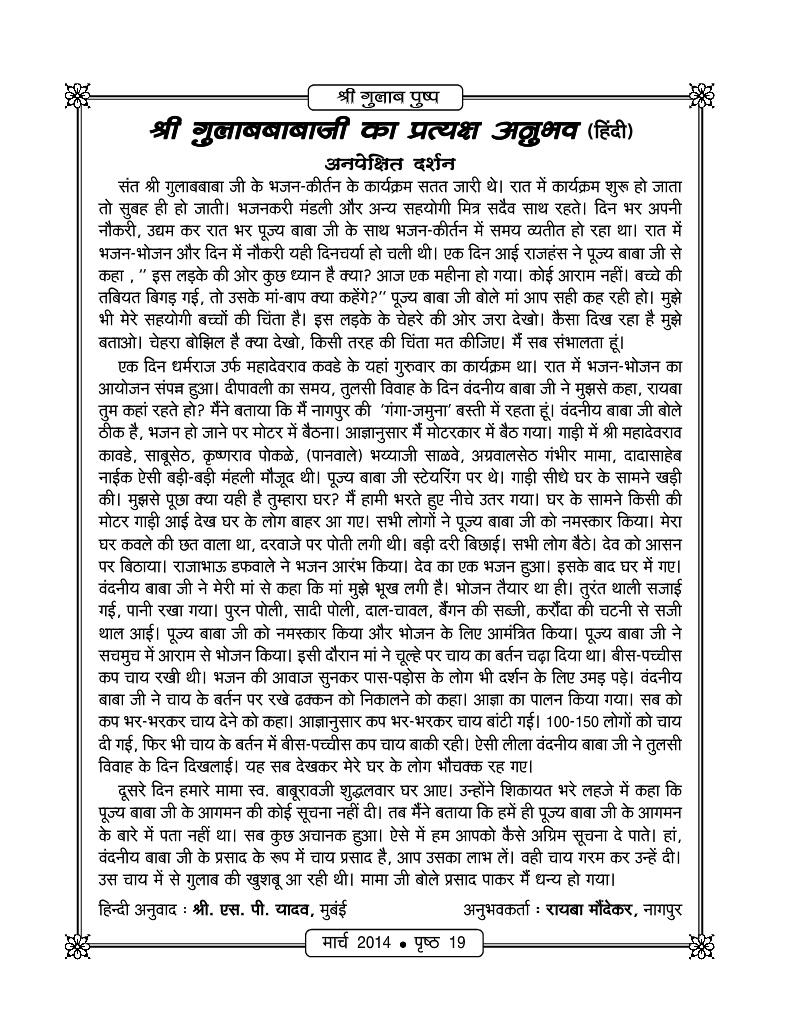 श्री गुलाब पुष्प
श्री गुलाबबाबाजी का प्रत्यक्ष अनुभव (हिंदी)
अनपेक्षित दर्शन
संत श्री गुलाबबाबा जी के भजन-कीर्तन के कार्यक्रम सतत जारी थे। रात में कार्यक्रम शुरू हो जाता
तो सुबह ही हो जाती। भजनकरी मंडली और अन्य सहयोगी मित्र सदैव साथ रहते। दिन भर अपनी
नौकरी, उद्यम कर रात भर पूज्य बाबा जी के साथ भजन-कीर्तन में समय व्यतीत हो रहा था। रात में
भजन-भोजन और दिन में नौकरी यही दिनचर्या हो चली थी। एक दिन आई राजहंस ने पूज्य बाबा जी से
कहा , ’’ इस लड़के की ओर कुछ ध्यान है क्या? आज एक महीना हो गया। कोई आराम नहीं। बच्चे की
तबियत बिगड़ गई, तो उसके मां-बाप क्या कहेंगे?’’ पूज्य बाबा जी बोले मां आप सही कह रही हो। मुझे
भी मेरे सहयोगी बच्चों की चिंता है। इस लड़के के चेहरे की ओर जरा देखो। कैसा दिख रहा है मुझे
बताओ। चेहरा बोझिल है क्या देखो, किसी तरह की चिंता मत कीजिए। मैं सब संभालता हूं।
एक दिन धर्मराज उर्फ महादेवराव कवडे के यहां गुरुवार का कार्यक्रम था। रात में भजन-भोजन का
आयोजन संपन्न हुआ। दीपावली का समय, तुलसी विवाह के दिन वंदनीय बाबा जी ने मुझसे कहा, रायबा
तुम कहां रहते हो? मैंने बताया कि मैं नागपुर की ‘गंगा-जमुना’ बस्ती में रहता हूं। वंदनीय बाबा जी बोले
ठीक है, भजन हो जाने पर मोटर में बैठना। आज्ञानुसार मैं मोटरकार में बैठ गया। गाड़ी में श्री महादेवराव
कावडे, साबूसेठ, कृष्णराव पोकळे, (पानवाले) भय्याजी साळवे, अग्रवालसेठ गंभीर मामा, दादासाहेब
नाईक ऐसी बड़ी-बड़ी मंहली मौजूद थी। पूज्य बाबा जी स्टेयरिंग पर थे। गाड़ी सीधे घर के सामने खड़ी
की। मुझसे पूछा क्या यही है तुम्हारा घर? मैं हामी भरते हुए नीचे उतर गया। घर के सामने किसी की
मोटर गाड़ी आई देख घर के लोग बाहर आ गए। सभी लोगों ने पूज्य बाबा जी को नमस्कार किया। मेरा
घर कवले की छत वाला था, दरवाजे पर पोती लगी थी। बड़ी दरी बिछाई। सभी लोग बैठे। देव को आसन
पर बिठाया। राजाभाऊ डफवाले ने भजन आरंभ किया। देव का एक भजन हुआ। इसके बाद घर में गए।
वंदनीय बाबा जी ने मेरी मां से कहा कि मां मुझे भूख लगी है। भोजन तैयार था ही। तुरंत थाली सजाई
गई, पानी रखा गया। पुरन पोली, सादी पोली, दाल-चावल, बैंगन की सब्जी, करौंदा की चटनी से सजी
थाल आई। पूज्य बाबा जी को नमस्कार किया और भोजन के लिए आमंत्रित किया। पूज्य बाबा जी ने
सचमुच में आराम से भोजन किया। इसी दौरान मां ने चूल्हे पर चाय का बर्तन चढ़ा दिया था। बीस-पच्चीस
कप चाय रखी थी। भजन की आवाज सुनकर पास-पड़ोस के लोग भी दर्शन के लिए उमड़ पड़े। वंदनीय
बाबा जी ने चाय के बर्तन पर रखे ढक्कन को निकालने को कहा। आज्ञा का पालन किया गया। सब को
कप भर-भरकर चाय देने को कहा। आज्ञानुसार कप भर-भरकर चाय बांटी गई। 100-150 लोगों को चाय
दी गई, फिर भी चाय के बर्तन में बीस-पच्चीस कप चाय बाकी रही। ऐसी लीला वंदनीय बाबा जी ने तुलसी
विवाह के दिन दिखलाई। यह सब देखकर मेरे घर के लोग भौचक्क रह गए।
दूसरे दिन हमारे मामा स्व. बाबूरावजी शुद्धलवार घर आए। उन्होंने शिकायत भरे लहजे में कहा कि
पूज्य बाबा जी के आगमन की कोई सूचना नहीं दी। तब मैंने बताया कि हमें ही पूज्य बाबा जी के आगमन
के बारे में पता नहीं था। सब कुछ अचानक हुआ। ऐसे में हम आपको कैसे अग्रिम सूचना दे पाते। हां,
वंदनीय बाबा जी के प्रसाद के रूप में चाय प्रसाद है, आप उसका लाभ लें। वही चाय गरम कर उन्हें दी।
उस चाय में से गुलाब की खुशबू आ रही थी। मामा जी बोले प्रसाद पाकर मैं धन्य हो गया।
हिन्दी अनुवाद : श्री. एस. पी. यादव, मुबंई अनुभवकर्ता : रायबा मौंदेकर, नागपुर
मार्च 2014 ● पृष्ठ 19